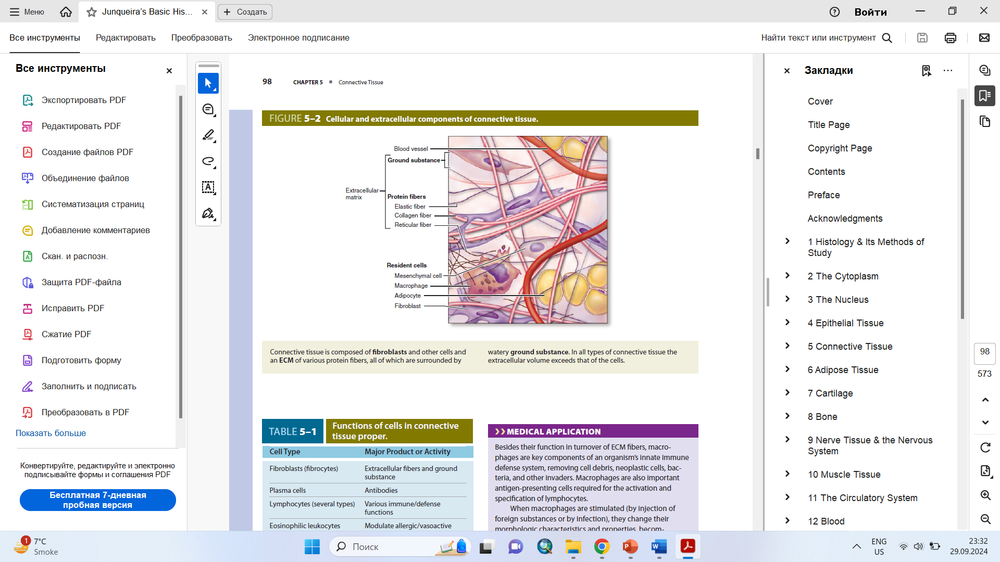 Меню
Junqueira's Basic His...
Создать
Войти
Все инструменты
Редактировать
Преобразовать
Электронное подписание
Найти текст или инструмент
Все инструменты
Экспортировать PDF
Редактировать PDF
Создание файлов PDF
Объединение файлов
Систематизация страниц
Добавление комментариев
Скан. и распозн.
Защита PDF-файла
Исправить PDF
Сжатие PDF
Подготовить форму
Заполнить и подписать
Преобразовать в PDF
Показать больше
Конвертируйте, редактируйте и электронно
подписывайте формы и соглашения PDF
Бесплатная 7-дневная
пробная версия
98 CHAPTER 5 ■ Connective Tissue
FIGURE 5–2 Cellular and extracellular components of connective tissue.
Blood vessel
Ground substance
Extracellular
matrix
Protein fibers
Elastic fiber
Collagen fiber
Reticular fiber
Resident cells
Mesenchymal cell
Macrophage
Adipocyte
Fibroblast
Connective tissue is composed of fibroblasts and other cells and
an ECM of various protein fibers, all of which are surrounded by
watery ground substance. In all types of connective tissue the
extracellular volume exceeds that of the cells.
TABLE 5–1 Functions of cells in connective
tissue proper.
Cell Type Major Product or Activity
Fibroblasts (fibrocytes) Extracellular fibers and ground
substance
Plasma cells Antibodies
Lymphocytes (several types) Various immune/defense
functions
Eosinophilic leukocytes Modulate allergic/vasoactive
MEDICAL APPLICATION
Besides their function in turnover of ECM fibers, macro-
phages are key components of an organism's innate immune
defense system, removing cell debris, neoplastic cells, bac-
teria, and other invaders. Macrophages are also important
antigen-presenting cells required for the activation and
specification of lymphocytes.
When macrophages are stimulated (by injection of
foreign substances or by infection), they change their
morphologic characteristics and properties, becom-
Закладки
Cover
Title Page
Copyright Page
Contents
Preface
Acknowledgments
1 Histology & Its Methods of
Study
2 The Cytoplasm
3 The Nucleus
4 Epithelial Tissue
5 Connective Tissue
6 Adipose Tissue
7 Cartilage
8 Bone
9 Nerve Tissue & the Nervous
System
10 Muscle Tissue
11 The Circulatory System
12 Blood
98
573
1
7°C
Smoke
Поиск
ENG
US
23:32
29.09.2024